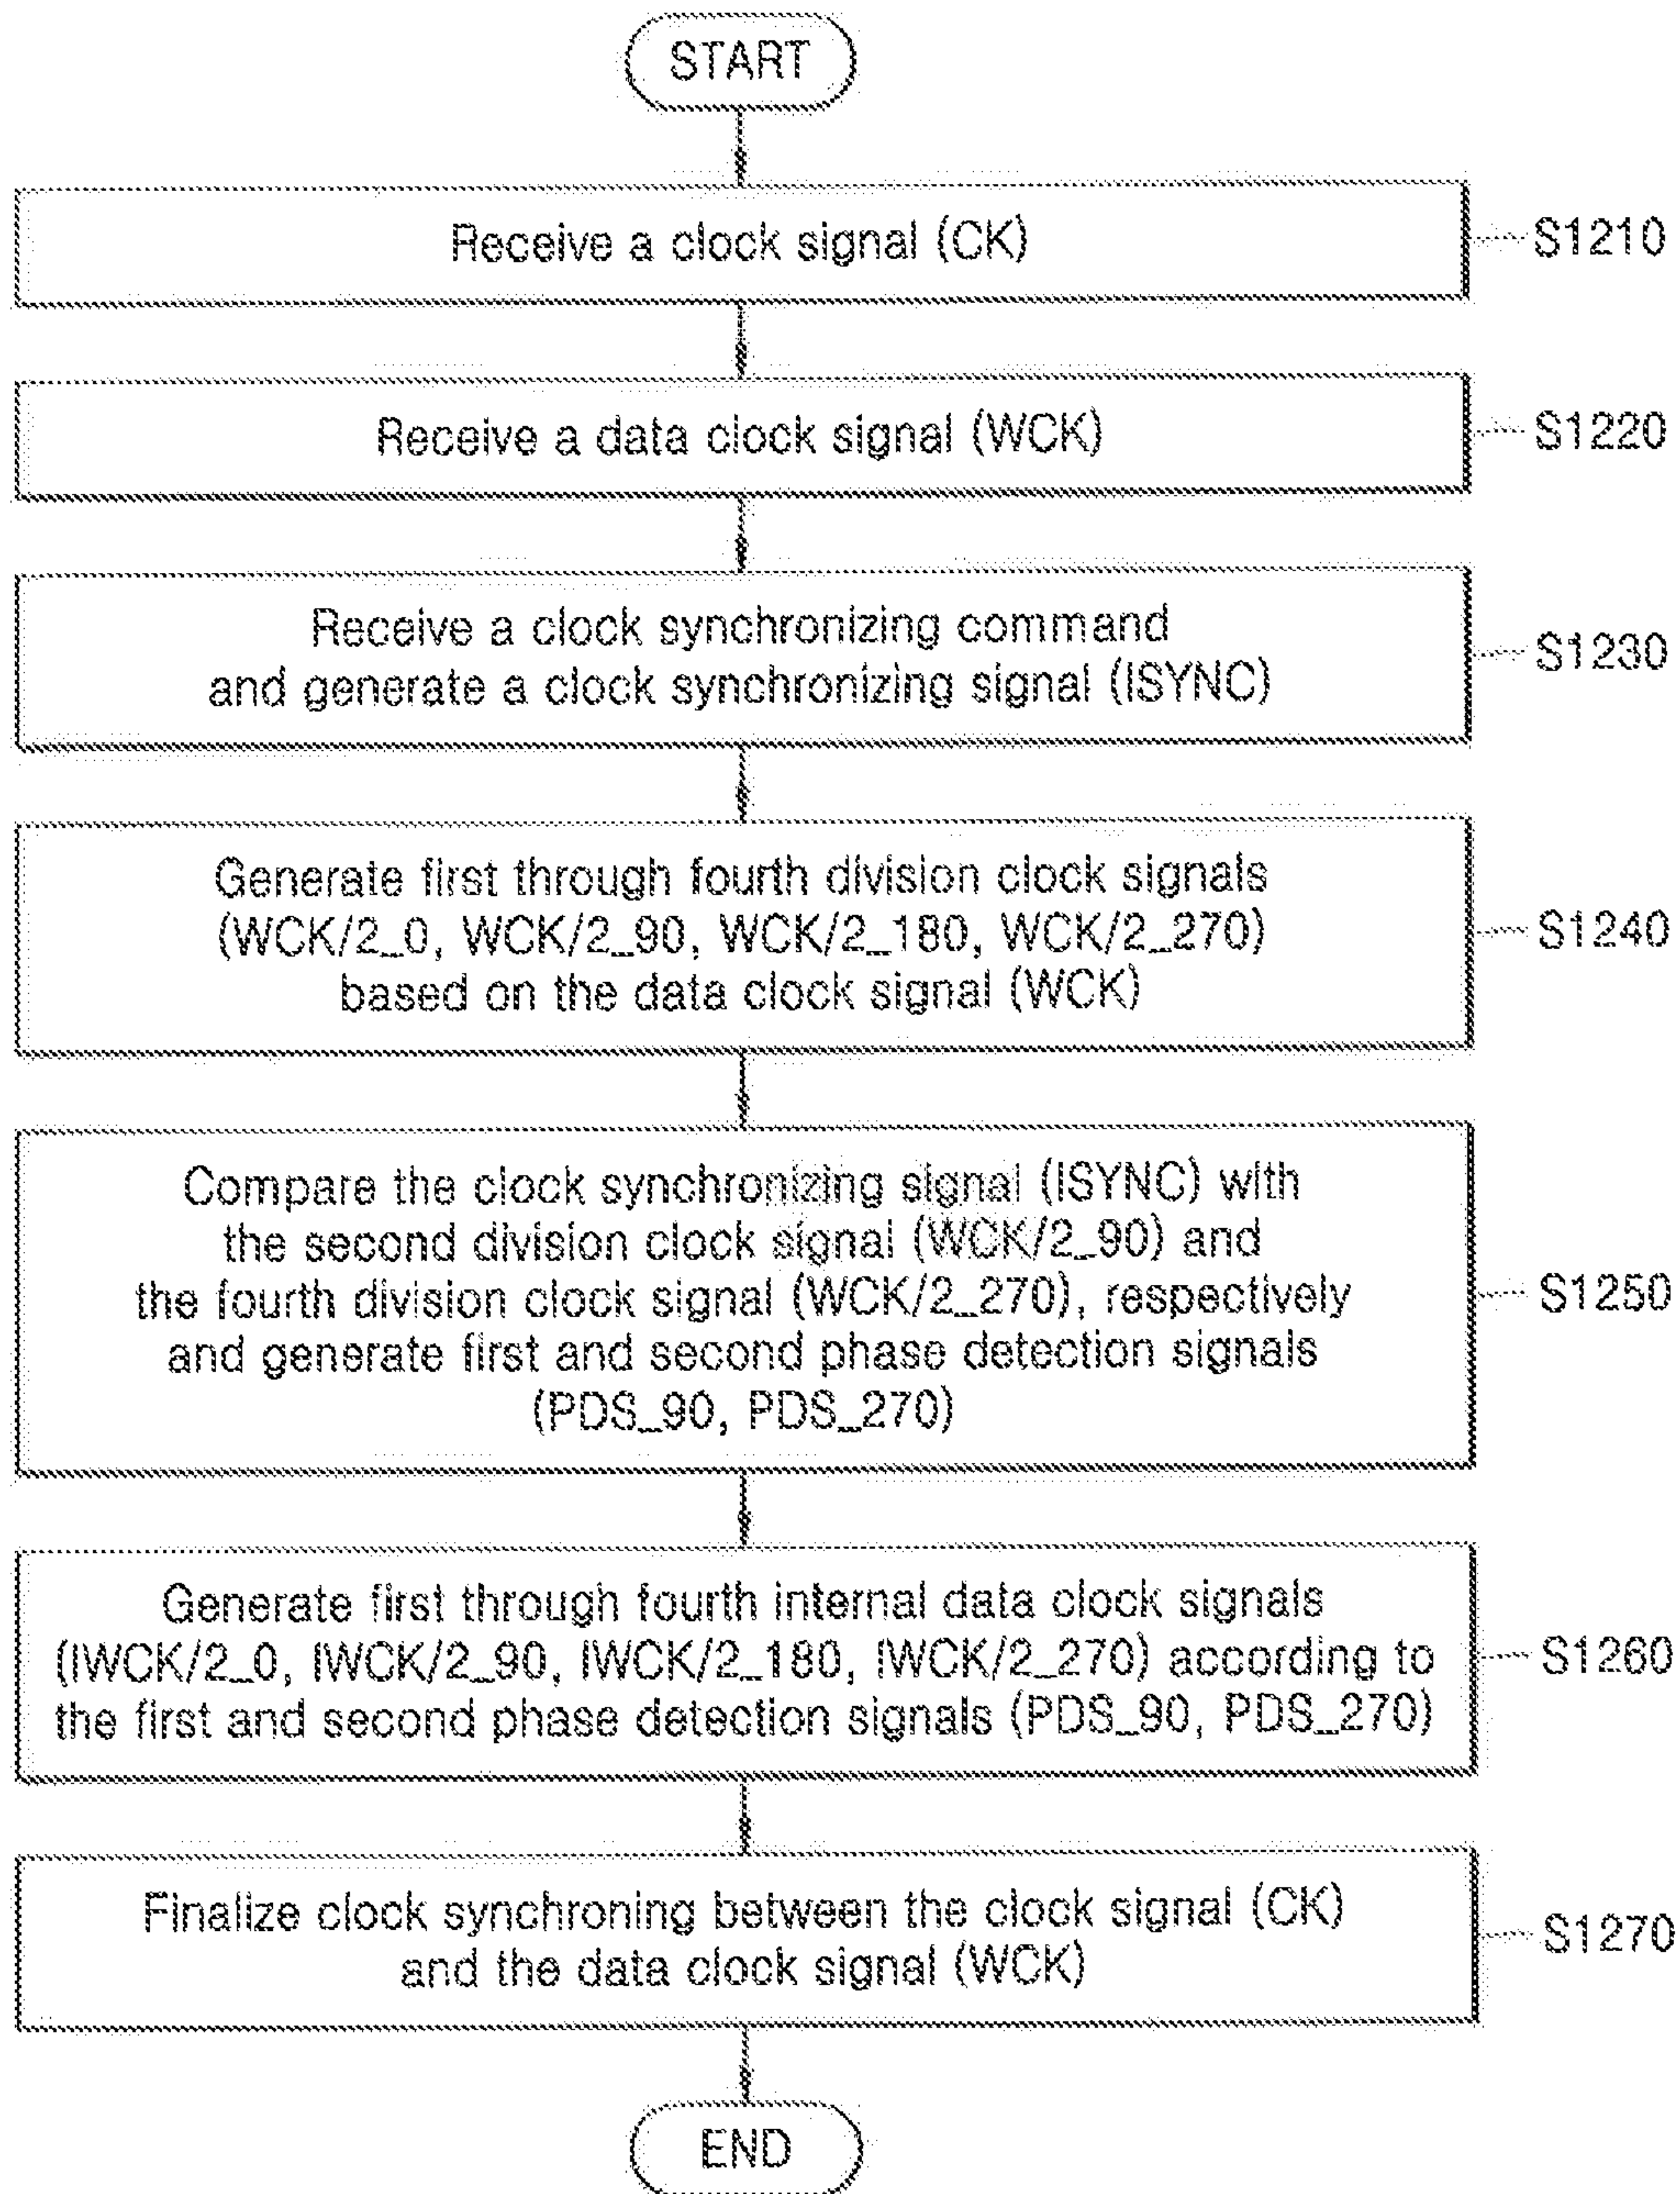 START
Receive a clock signal (CK)
S1210
Receive a data clock signal (WCK)
S1220
Receive a clock synchronizing command
and generate a clock synchronizing signal (ISYNC)
S1230
Generate first through fourth division clock signals
(WCK/2_0, WCK/2_90, WCK/2_180, WCK/2_270)
based on the data clock signal (WCK)
S1240
Compare the clock synchronizing signal (ISYNC) with
the second division clock signal (WCK/2_90) and
the fourth division clock signal (WCK/2_270), respectively
and generate first and second phase detection signals
(PDS_90, PDS_270)
S1250
Generate first through fourth internal data clock signals
(IWCK/2_0, IWCK/2_90, IWCK/2_180, IWCK/2_270) according to
the first and second phase detection signals (PDS_90, PDS_270)
S1260
Finalize clock synchroning between the clock signal (CK)
and the data clock signal (WCK)
S1270
END